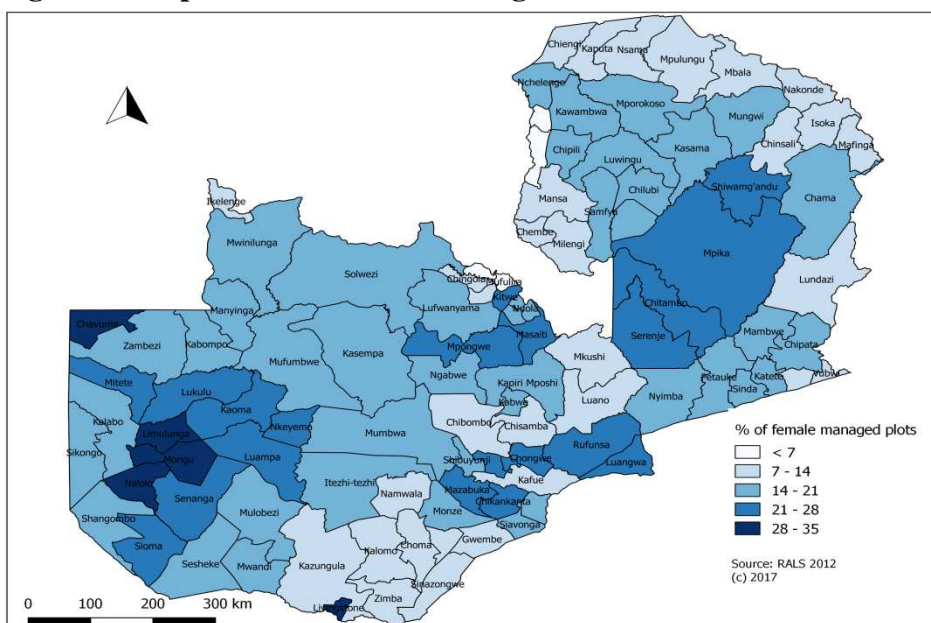 Chiengi
Kaputa
Nsama
Mpulungu
Mbala
Nakonde
Nchelenge
Kawambwa
Mporokoso
Mungwi
Isoka
Chinsali
Mafinga
Chipili
Luwingu
Kasama
Chilubi
Shiwang'andu
Chama
Mansa
Samfya
Ikelenge
Chembe
Milengi
Mpika
Mwinilunga
Solwezi
Lundazi
Chingola
Mufulira
Kitwe
Chitambo
Manyinga
Lufwanyama
Ndola
Chavuma
Zambezi
Kabompo
Masaiti
Serenje
Mambwe
Mpongwe
Chipata
Mufumbwe
Kasempa
Mkushi
Mitete
Ngabwe
Petauke
Katete
Vubwi
Lukulu
Kapiri Mposhi
Luano
Nyimba
Sinda
Kaoma
Kabwe
Kalabo
Nkeyema
Mumbwa
Chibombo
Chisamba
Limulunga
Sikongo
Mongu
Luampa
Shibuyunji
Chongwe
Rufunsa
Luangwa
Nalolo
Itezhi-tezhi
Kafue
Senanga
Namwala
Mazabuka
Chikankanta
Shangombo
Mulobezi
Monze
Siavonga
Sioma
Choma
Gwembe
Sesheke
Mwandi
Kazungula
Kalomo
Sinazongwe
Zimba
Livingstone
% of female managed plots
< 7
7 - 14
14 - 21
21 - 28
28 - 35
Source: RALS 2012
(c) 2017
0 100 200 300 km